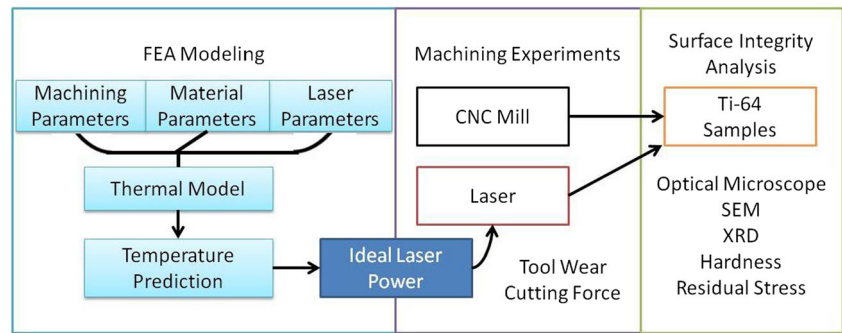 FEA Modeling
Machining
Parameters
Material
Parameters
Laser
Parameters
Thermal Model
Temperature
Prediction
Ideal Laser
Power
Machining Experiments
CNC Mill
Laser
Tool Wear
Cutting Force
Surface Integrity
Analysis
Ti-64
Samples
Optical Microscope
SEM
XRD
Hardness
Residual Stress